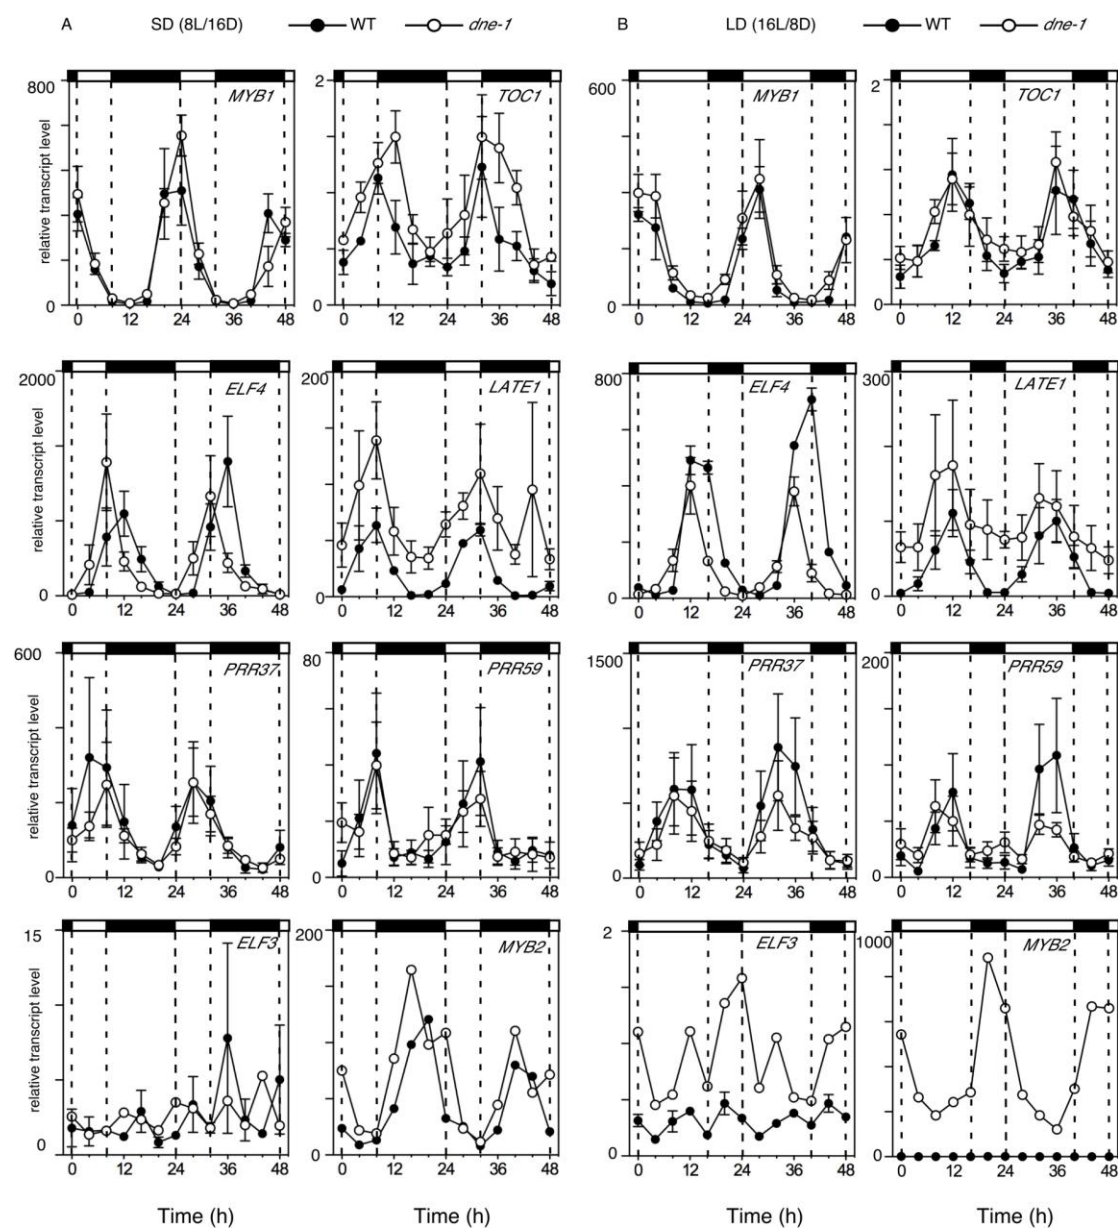 A SD (8L/16D) WT dne-1 B LD (16L/8D) WT dne-1
800 MYB1 2 TOC1 600 MYB1 2 TOC1
relative transcript level
0 0 0 0
0 12 24 36 48 0 12 24 36 48 0 12 24 36 48 0 12 24 36 48
2000 ELF4 200 LATE1 800 ELF4 300 LATE1
relative transcript level
0 0 0 0
0 12 24 36 48 0 12 24 36 48 0 12 24 36 48 0 12 24 36 48
600 PRR37 80 PRR59 1500 PRR37 200 PRR59
relative transcript level
0 0 0 0
0 12 24 36 48 0 12 24 36 48 0 12 24 36 48 0 12 24 36 48
15 ELF3 200 MYB2 2 ELF3 1000 MYB2
relative transcript level
0 0 0 0
0 12 24 36 48 0 12 24 36 48 0 12 24 36 48 0 12 24 36 48
Time (h) Time (h) Time (h) Time (h)